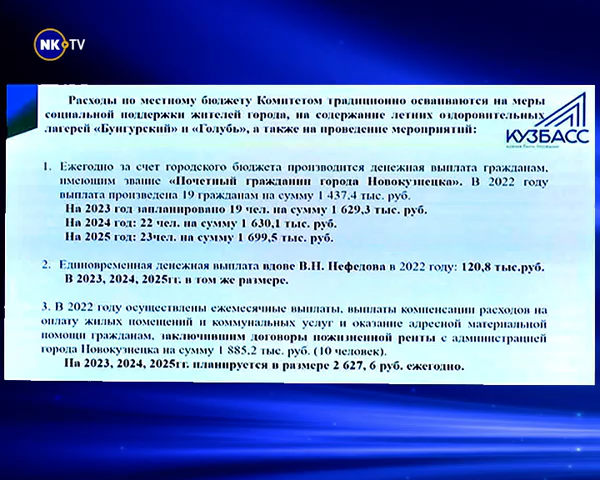 NK TV
Расходы по местному бюджету Комитетом традиционно осваиваются на меры
социальной поддержки жителей города, на содержание летних оздоровительных
лагерей «Бунгурский» и «Голубь», а также на проведение мероприятий:
КУЗБАСС
1. Ежегодно за счет городского бюджета производится денежная выплата гражданам,
имеющим звание «Почетный гражданин города Новокузнецка». В 2022 году
выплата произведена 19 гражданам на сумму 1 437,4 тыс. руб.
На 2023 год запланировано 19 чел. на сумму 1 629,3 тыс. руб.
На 2024 год: 22 чел. на сумму 1 630,1 тыс. руб.
На 2025 год: 23чел. на сумму 1 699,5 тыс. руб.
2. Единовременная денежная выплата вдове В.Н. Нефедова в 2022 году: 120,8 тыс.руб.
В 2023, 2024, 2025гг. в том же размере.
3. В 2022 году осуществлены ежемесячные выплаты, выплаты компенсации расходов на
оплату жилых помещений и коммунальных услуг и оказание адресной материальной
помощи гражданам, заключившим договоры пожизненной ренты с администрацией
города Новокузнецка на сумму 1 885,2 тыс. руб. (10 человек).
На 2023, 2024, 2025гг. планируется в размере 2 627, 6 руб. ежегодно.